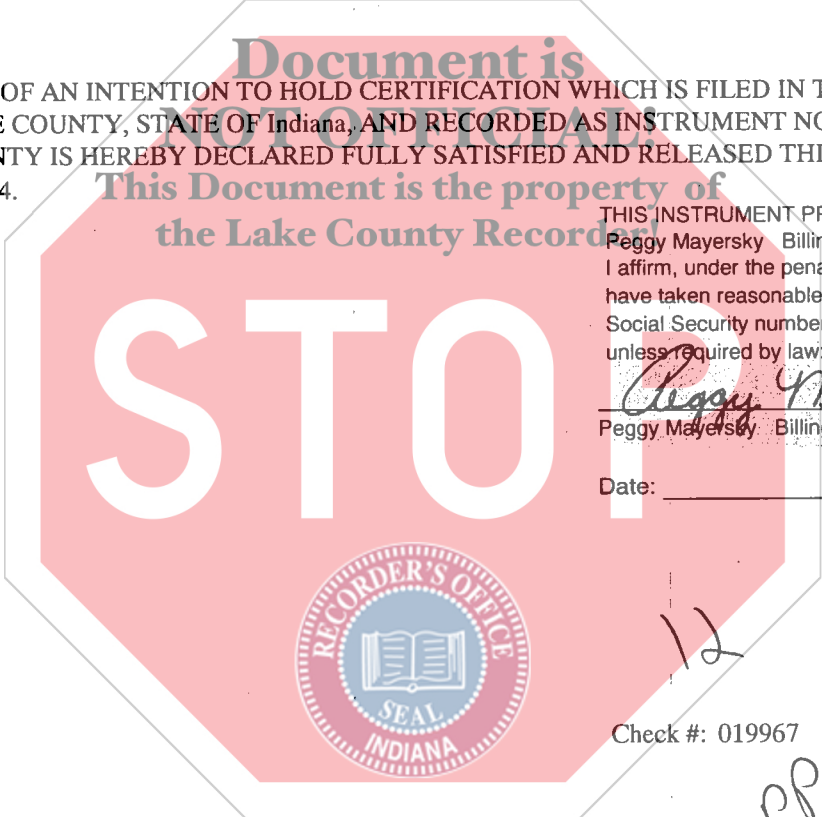 Document is
OF AN INTENTION TO HOLD CERTIFICATION WHICH IS FILED IN T
NOT OFFICIAL!
E COUNTY, STATE OF Indiana, AND RECORDED AS INSTRUMENT NO
NTY IS HEREBY DECLARED FULLY SATISFIED AND RELEASED THI
4.
This Document is the property of
the Lake County Recorder!
THIS INSTRUMENT PR
Peggy Mayersky Billin
I affirm, under the pena
have taken reasonable
Social Security numbe
unless required by law:
Peggy M
Peggy Mayersky Billin
Date:
STOP
RECORDER'S OFFICE
SEAL
INDIANA
12
Check #: 019967